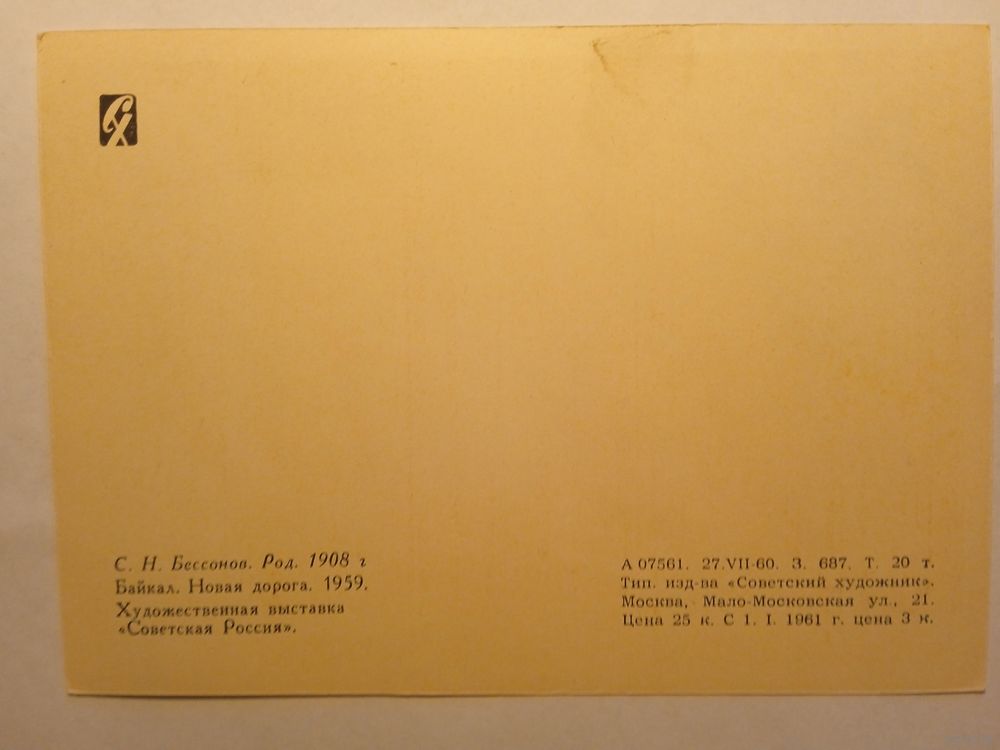 СХ
С. Н. Бессонов. Род. 1908 г
Байкал. Новая дорога. 1959.
Художественная выставка
«Советская Россия».
А 07561. 27.VII-60. З. 687. Т. 20 т.
Тип. изд-ва «Советский художник».
Москва, Мало-Московская ул., 21.
Цена 25 к. С 1. I. 1961 г. цена 3 к.